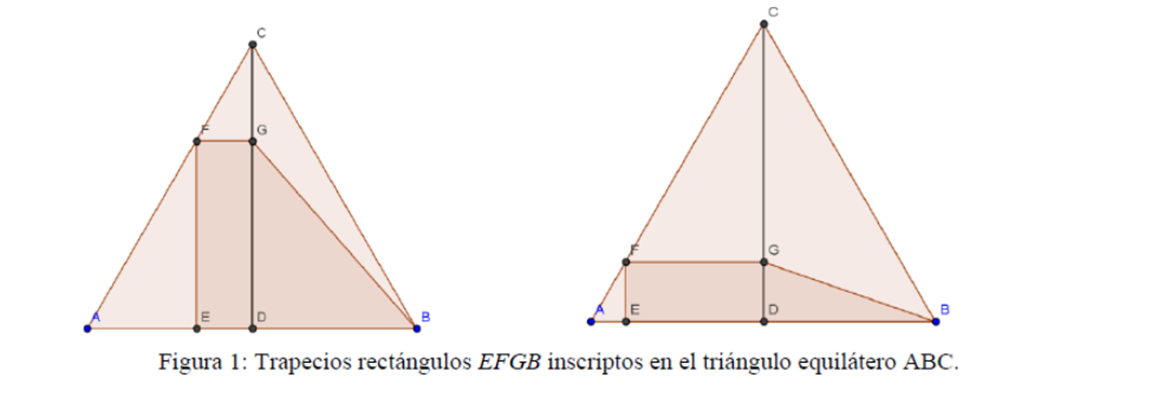 C
F
G
A
E
D
B
C
F
G
A
E
D
B
Figura 1: Trapecios rectángulos EFGB inscriptos en el triángulo equilátero ABC.